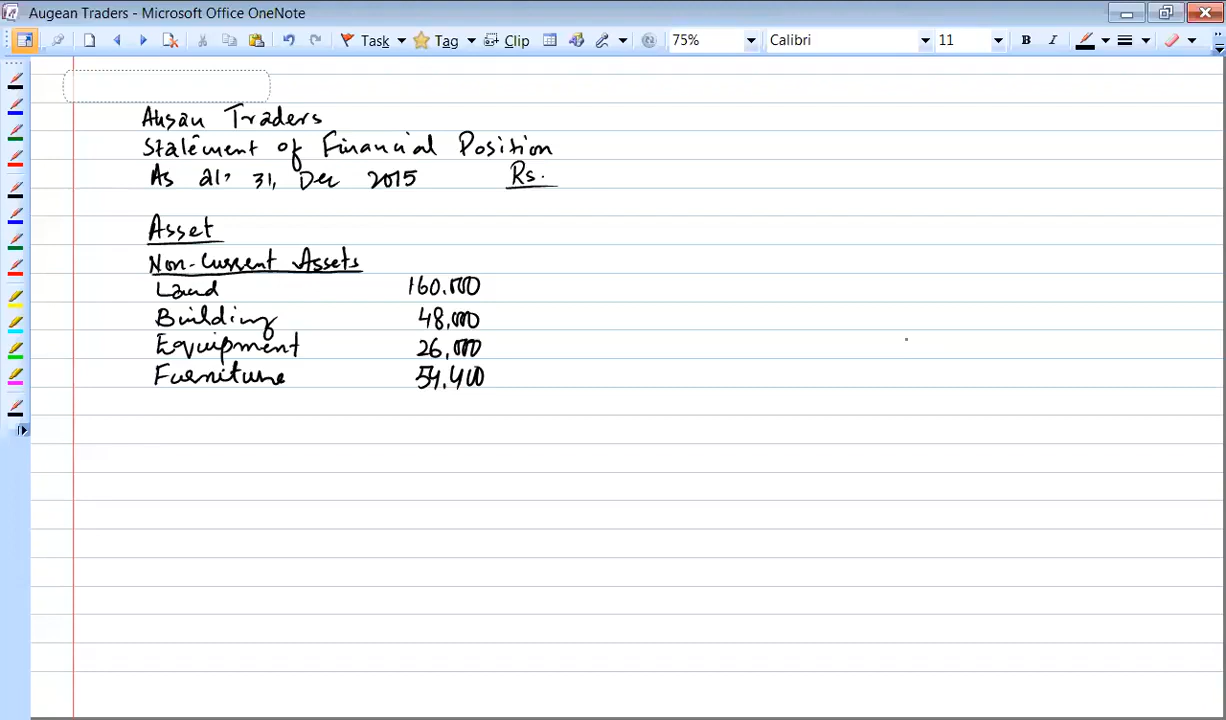 Augean Traders - Microsoft Office OneNote
Task Tag Clip 75% Calibri 11 B I
Ahsan Traders
Statement of Financial Position
As at 31, Dec 2015 Rs.
Asset
Non-Current Assets
Land 160,000
Building 48,000
Equipment 26,000
Furniture 54,400